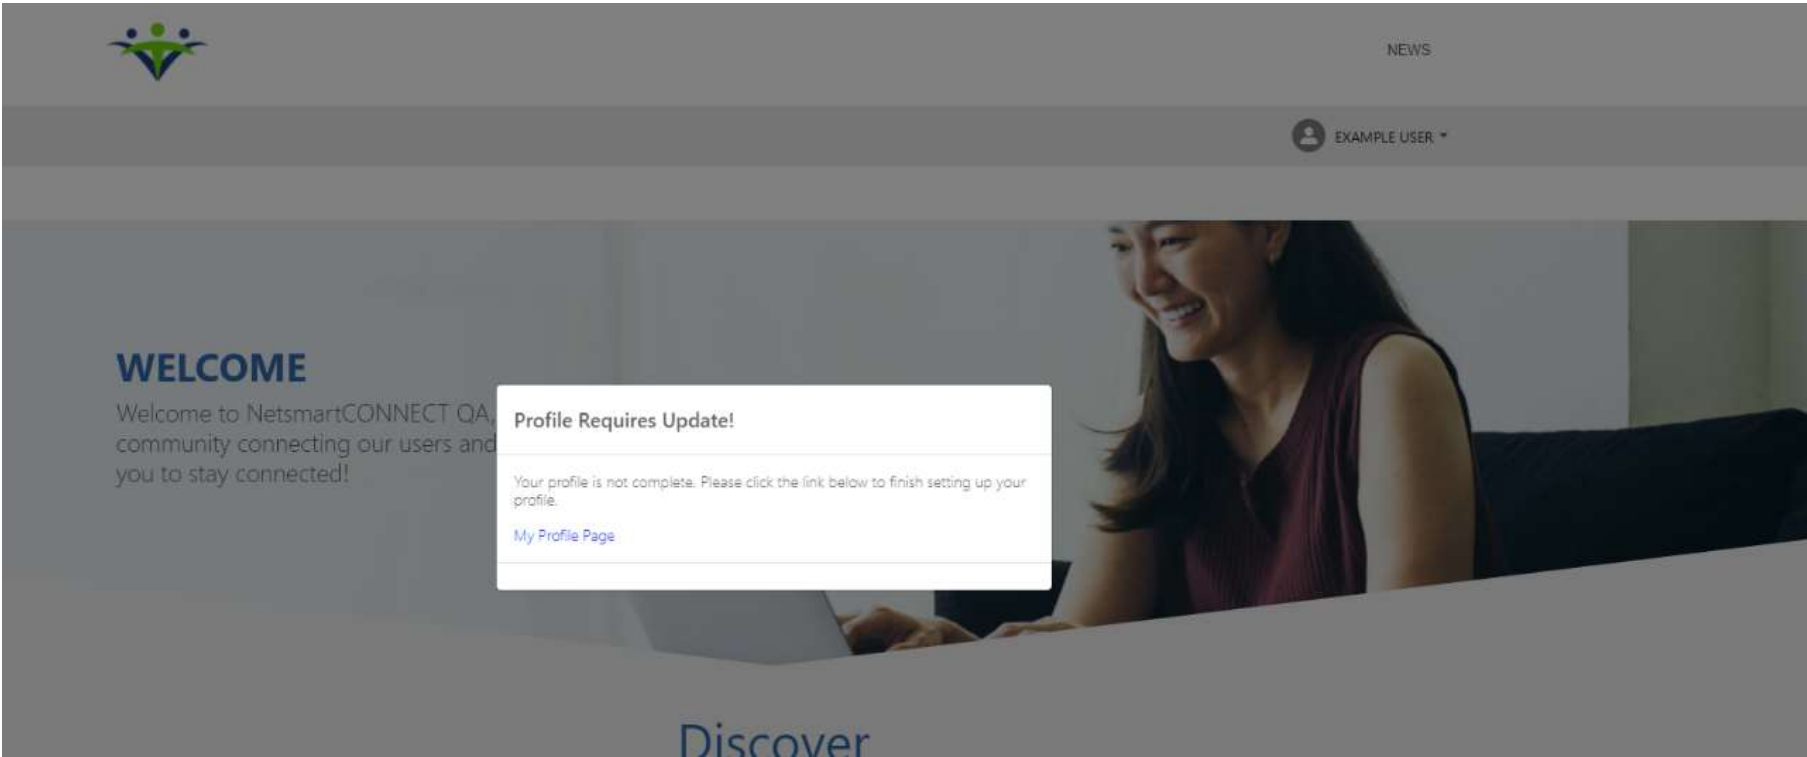 NEWS
EXAMPLE USER
WELCOME
Welcome to NetsmartCONNECT QA,
community connecting our users and
you to stay connected!
Profile Requires Update!
Your profile is not complete. Please click the link below to finish setting up your
profile.
My Profile Page
Discover